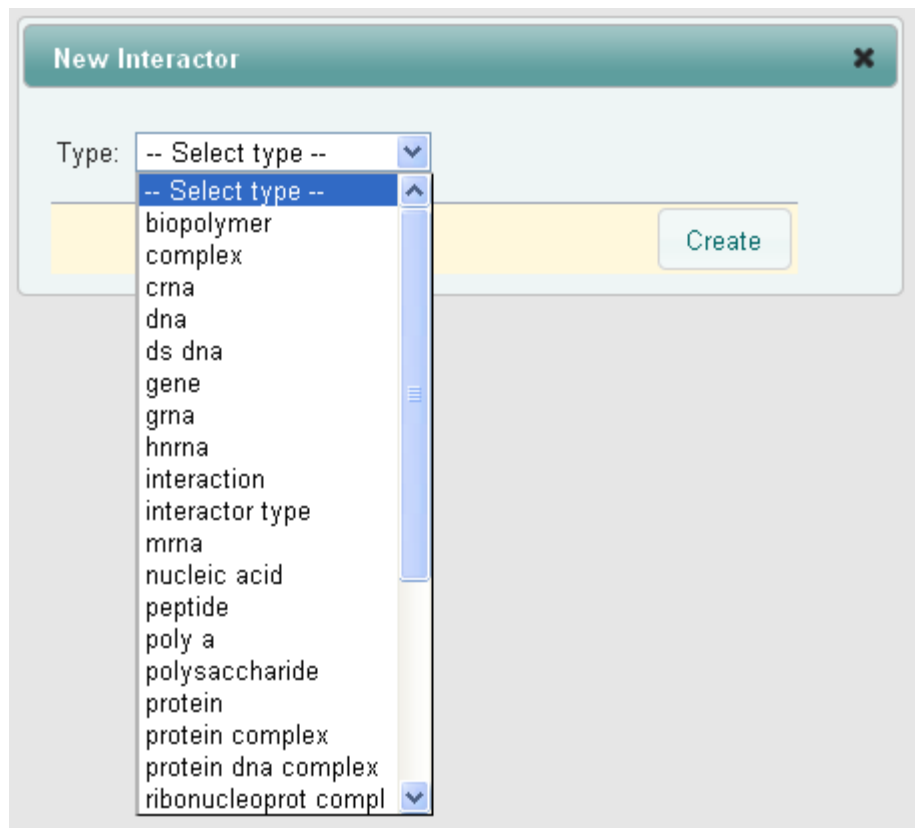 New Interactor
Type: -- Select type --
-- Select type --
biopolymer
complex
Create
crna
dna
ds dna
gene
grna
hnrna
interaction
interactor type
mrna
nucleic acid
peptide
poly a
polysaccharide
protein
protein complex
protein dna complex
ribonucleoprot compl